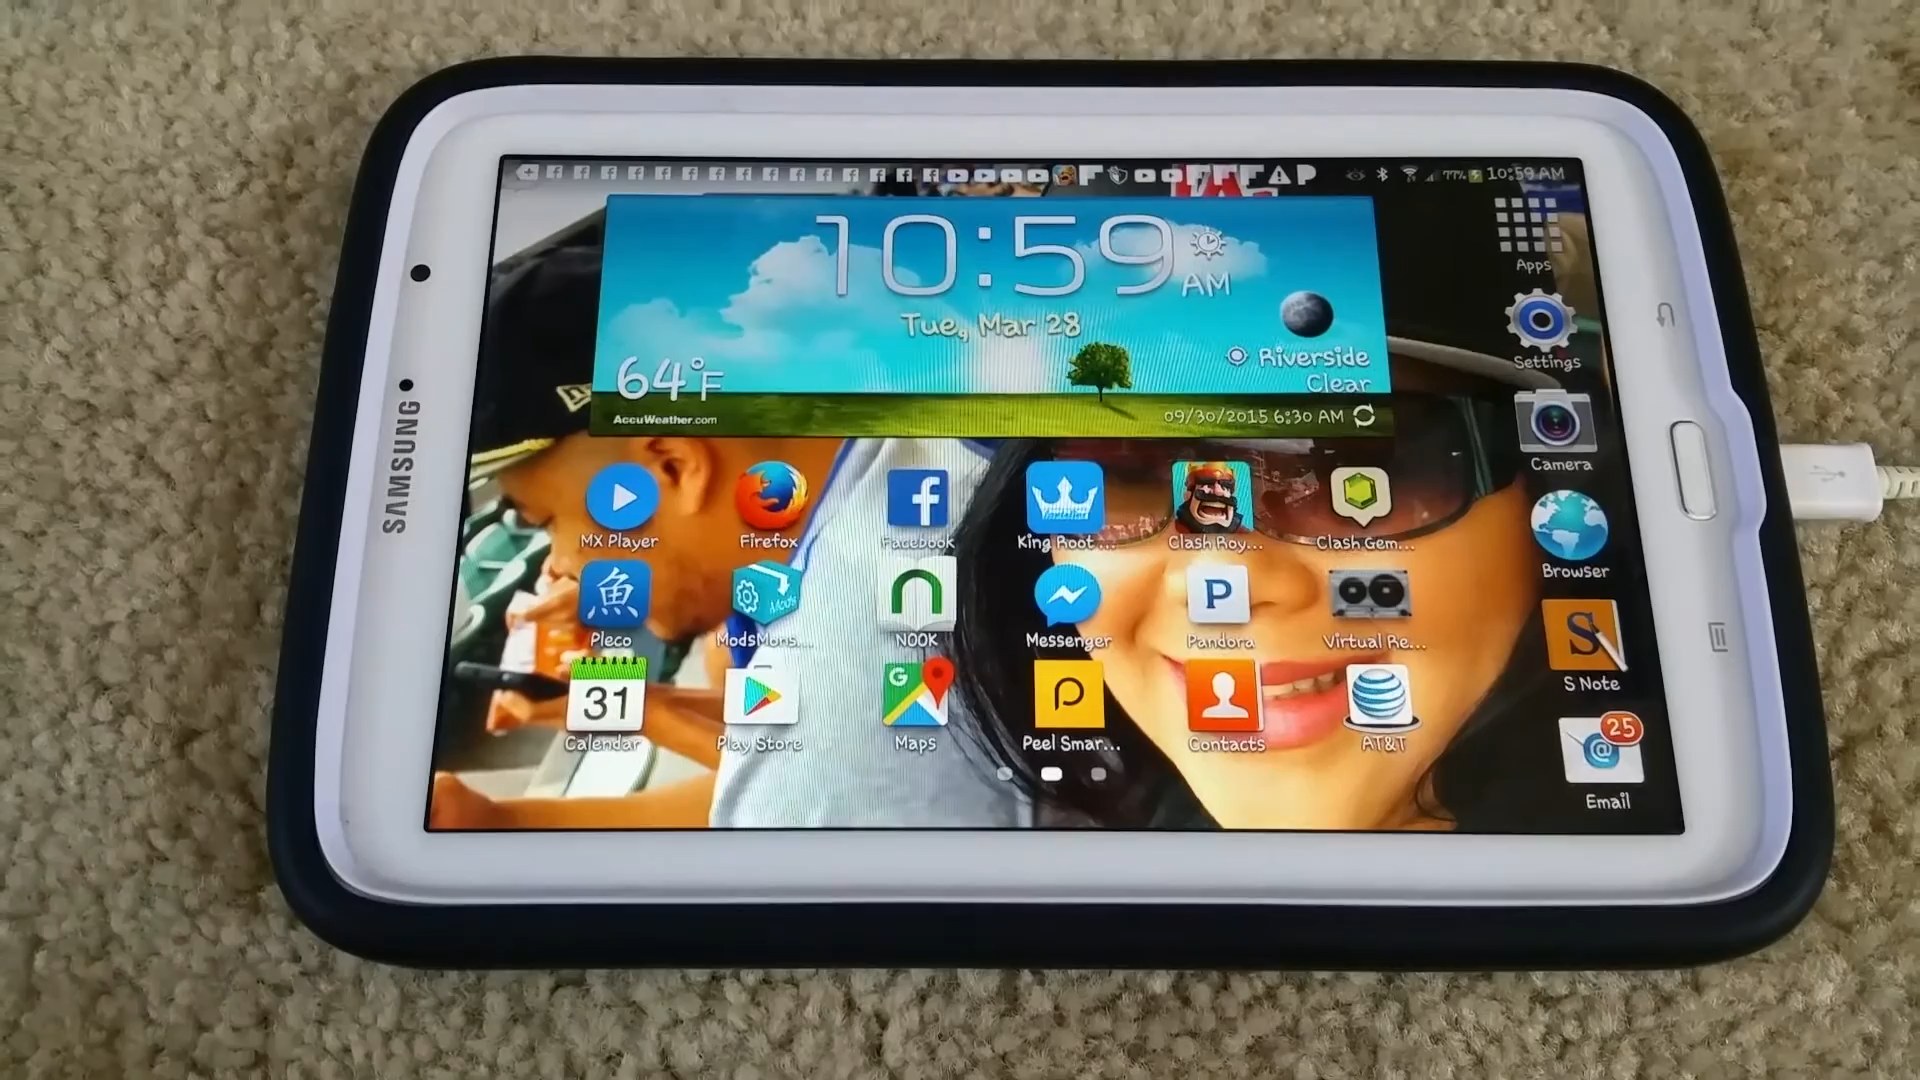 77% 10:59 AM
10:59 AM
Tue, Mar 28
64°F
Riverside
Clear
AccuWeather.com
09/30/2015 6:30 AM
Apps
Settings
Camera
Browser
S Note
25
Email
MX Player
Firefox
Facebook
King Root ...
Clash Roy...
Clash Gem...
魚
Mods
P
Pleco
ModsMons...
NOOK
Messenger
Pandora
Virtual Re...
31
G
Calendar
Play Store
Maps
Peel Smar...
Contacts
AT&T
SAMSUNG